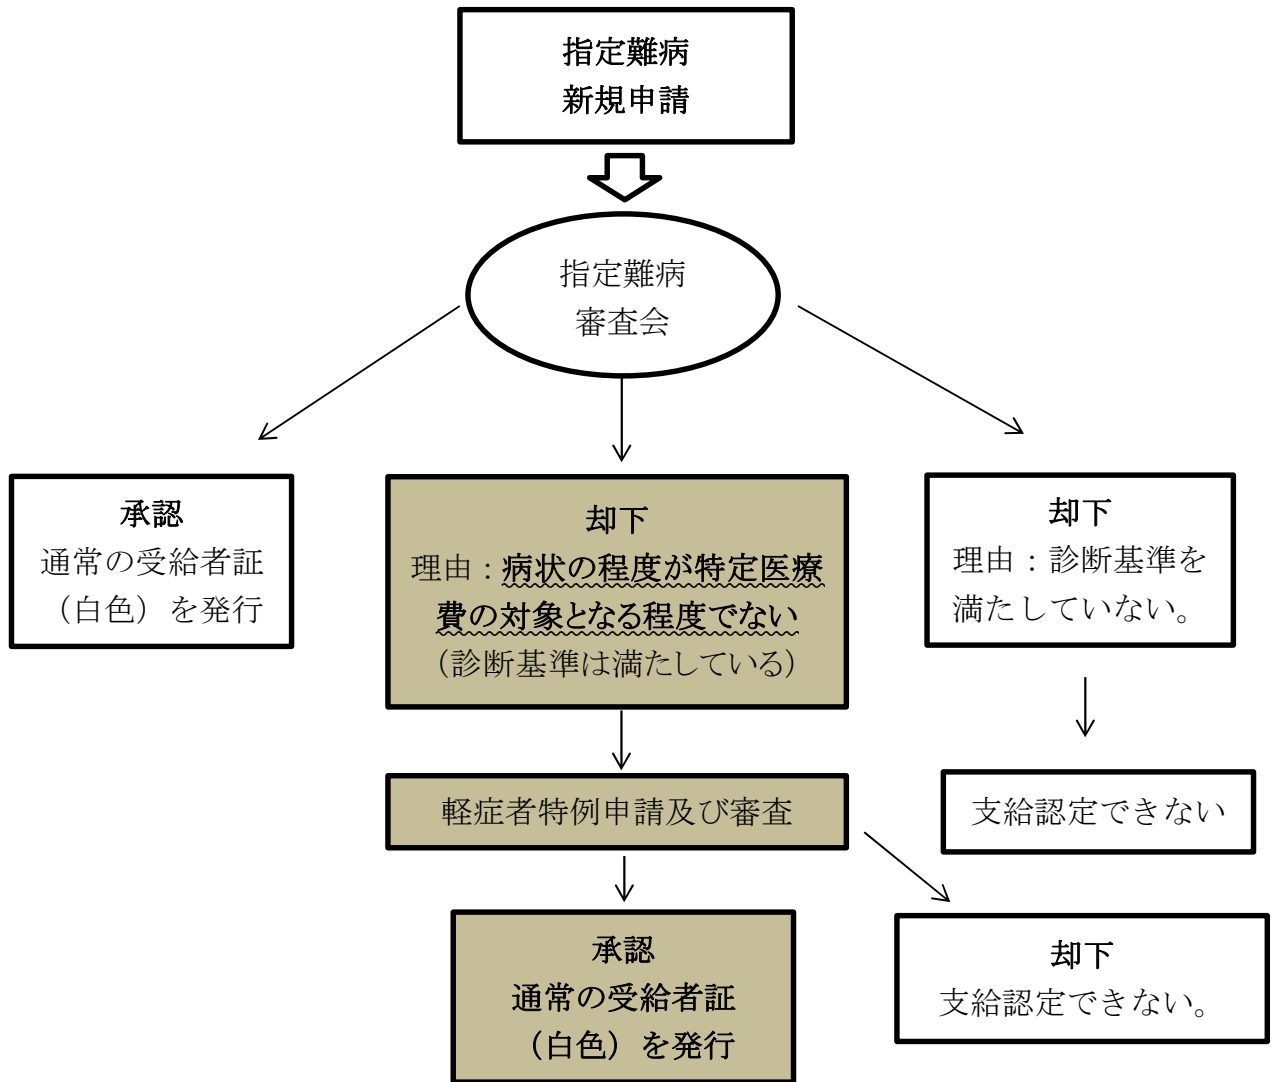 指定難病
新規申請
指定難病
審査会
承認
通常の受給者証
（白色）を発行
却下
理由：病状の程度が特定医療
費の対象となる程度でない
（診断基準は満たしている）
却下
理由：診断基準を
満たしていない。
軽症者特例申請及び審査
支給認定できない
承認
通常の受給者証
（白色）を発行
却下
支給認定できない。